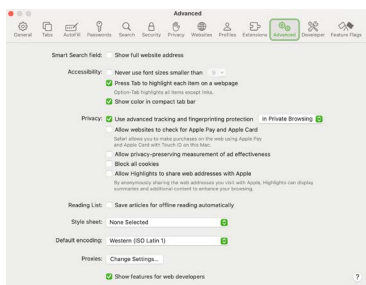 Advanced
General Tabs AutoFill Passwords Search Security Privacy Websites Profiles Extensions Advanced Developer Feature Flags
Smart Search field: Show full website address
Accessibility: Never use font sizes smaller than 9
Press Tab to highlight each item on a webpage
Option-Tab highlights all items except links.
Show color in compact tab bar
Privacy: Use advanced tracking and fingerprinting protection in Private Browsing
Allow websites to check for Apple Pay and Apple Card
Safari allows you to make purchases on the web using Apple Pay
and Apple Card with Touch ID on this Mac.
Allow privacy-preserving measurement of ad effectiveness
Block all cookies
Allow Highlights to share web addresses with Apple
By anonymously sharing the web addresses you visit with Apple, Highlights can display
summaries and additional content to enhance your browsing.
Reading List: Save articles for offline reading automatically
Style sheet: None Selected
Default encoding: Western (ISO Latin 1)
Proxies: Change Settings...
Show features for web developers
?